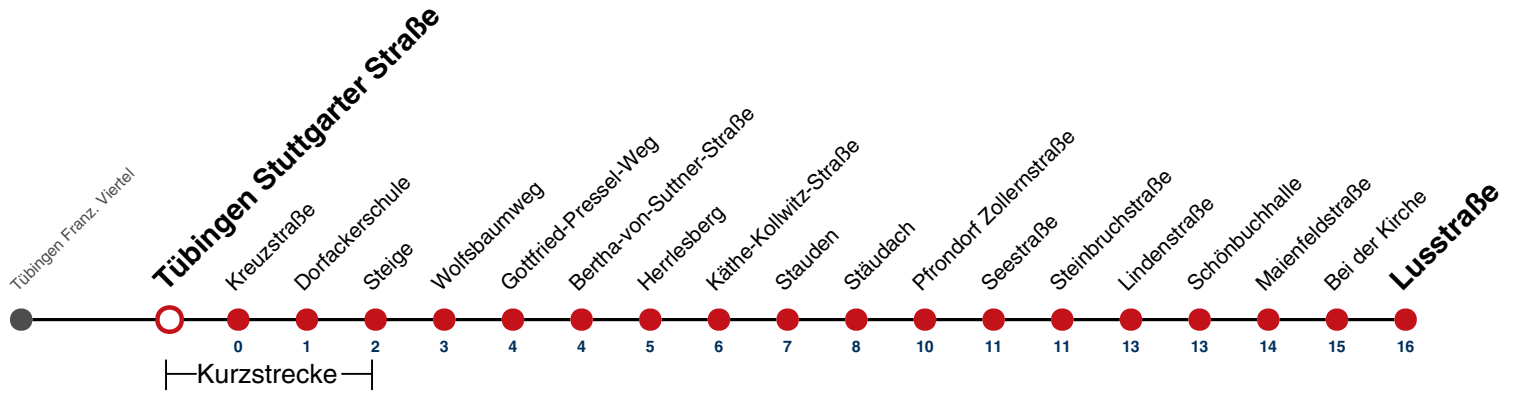 Tübingen Franz. Viertel
Tübingen Stuttgarter Straße
Kreuzstraße
Dorfackerschule
Steige
Wolfsbaumweg
Gottfried-Pressel-Weg
Bertha-von-Suttner-Straße
Herrlesberg
Käthe-Kollwitz-Straße
Stauden
Stäudach
Pfrondorf Zollernstraße
Seestraße
Steinbruchstraße
Lindenstraße
Schönbuchhalle
Maienfeldstraße
Bei der Kirche
Lusstraße
0 1 2 3 4 4 5 6 7 8 10 11 11 13 13 14 15 16
Kurzstrecke